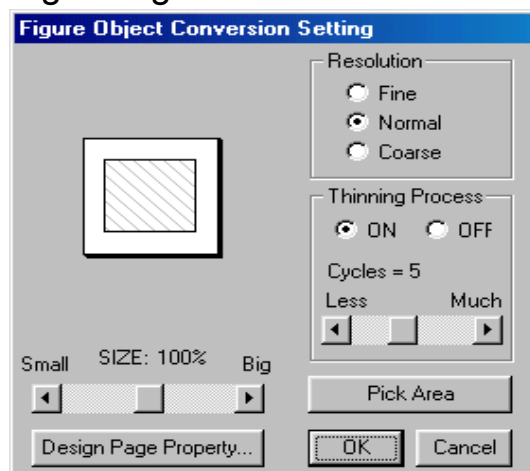 Figure Object Conversion Setting
Resolution
Fine
Normal
Coarse
Thinning Process
ON OFF
Cycles = 5
Less Much
Small SIZE: 100% Big
Pick Area
Design Page Property... OK Cancel